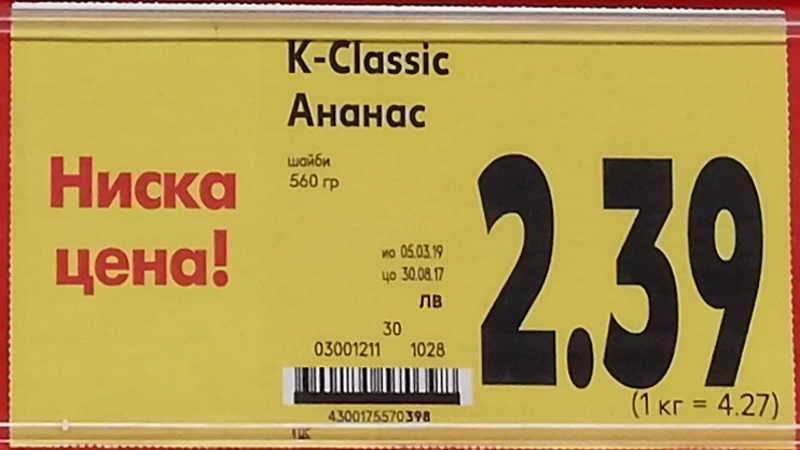 K-Classic
Ананас
шайби
560 гр
Ниска
цена!
2.39
ио 05.03.19
цо 30.08.17
лв
30
03001211 1028
4300175570398
(1 кг = 4.27)